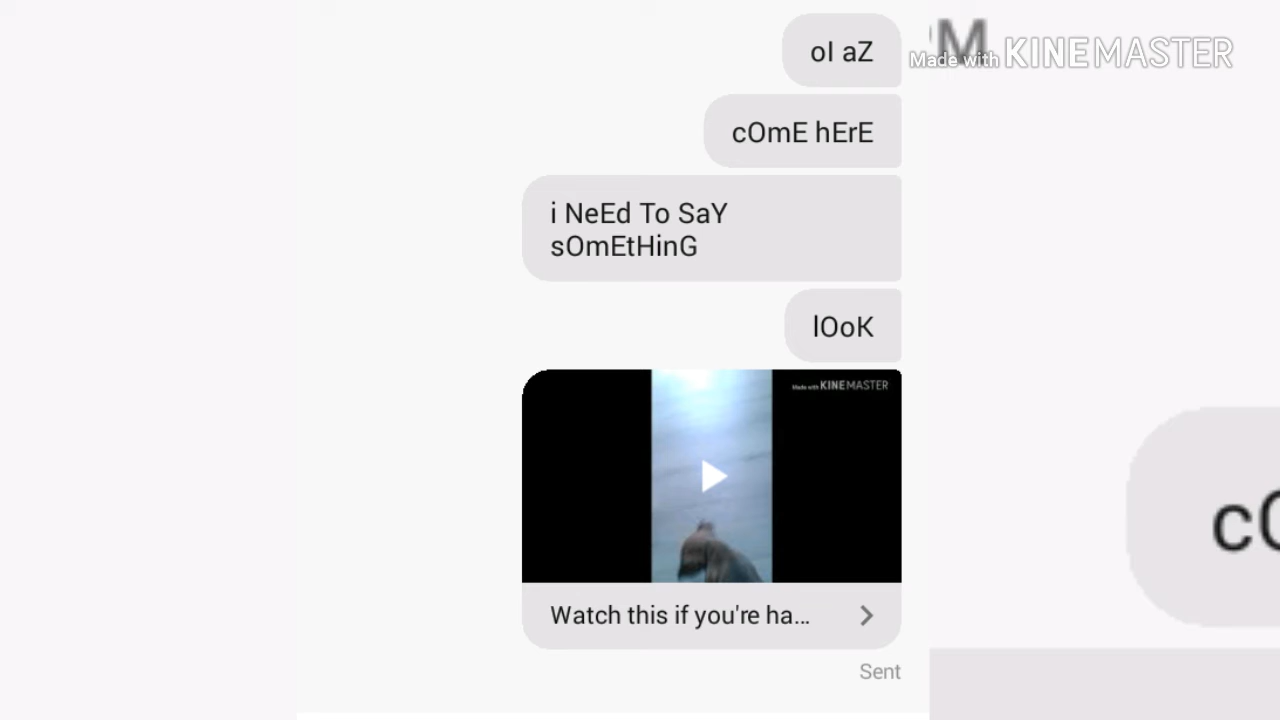 oI aZ
M
Made with KINEMASTER
cOmE hErE
i NeEd To SaY
sOmEtHinG
lOoK
Made with KINEMASTER
cO
Watch this if you're ha...
Sent